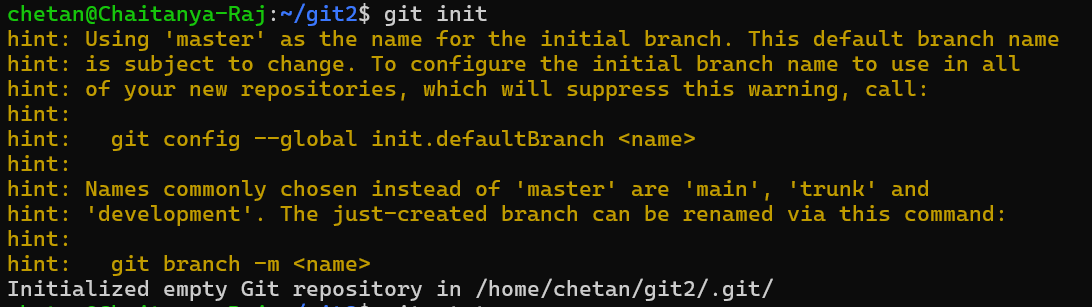 chetan@Chaitanya-Raj:~/git2$ git init
hint: Using 'master' as the name for the initial branch. This default branch name
hint: is subject to change. To configure the initial branch name to use in all
hint: of your new repositories, which will suppress this warning, call:
hint:
hint:   git config --global init.defaultBranch <name>
hint:
hint: Names commonly chosen instead of 'master' are 'main', 'trunk' and
hint: 'development'. The just-created branch can be renamed via this command:
hint:
hint:   git branch -m <name>
Initialized empty Git repository in /home/chetan/git2/.git/